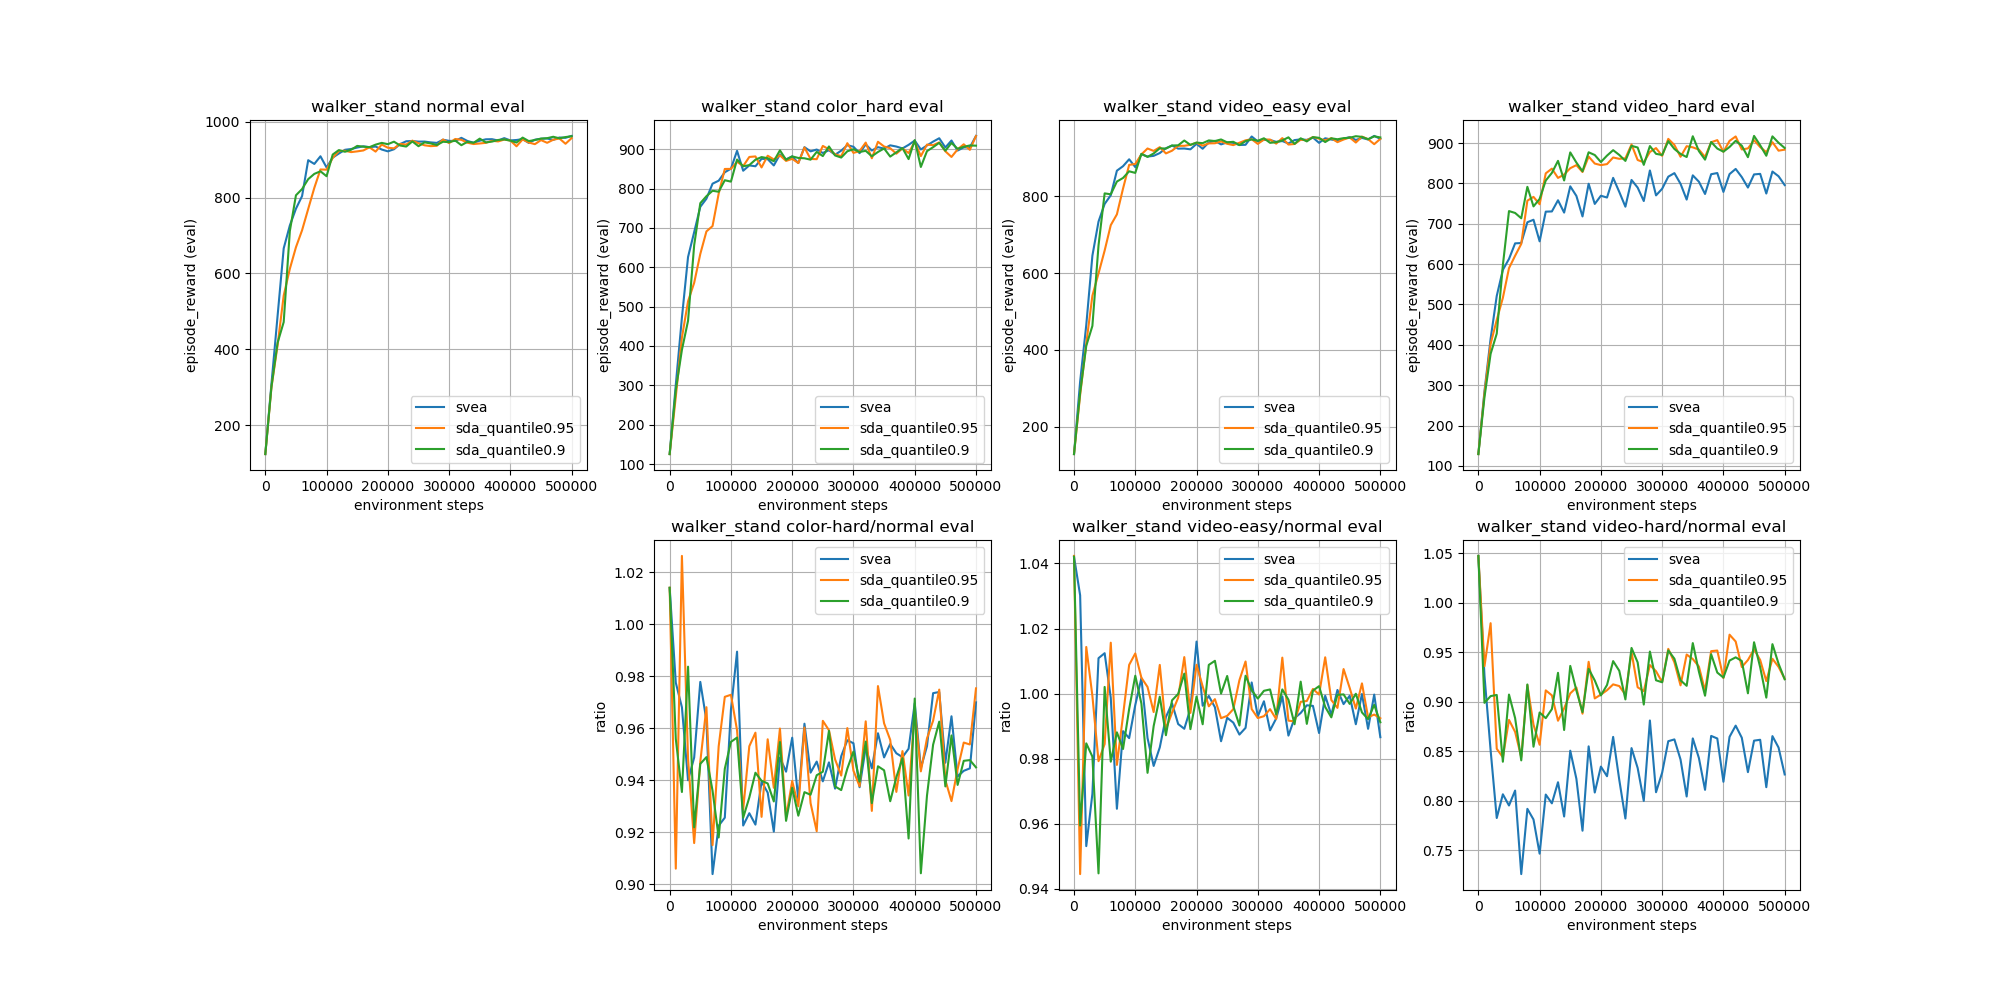 walker_stand normal eval
episode_reward (eval)
1000
800
600
400
200
0 100000 200000 300000 400000 500000
environment steps
svea
sda_quantile0.95
sda_quantile0.9
walker_stand color_hard eval
episode_reward (eval)
900
800
700
600
500
400
300
200
100
0 100000 200000 300000 400000 500000
environment steps
svea
sda_quantile0.95
sda_quantile0.9
walker_stand video_easy eval
episode_reward (eval)
800
600
400
200
0 100000 200000 300000 400000 500000
environment steps
svea
sda_quantile0.95
sda_quantile0.9
walker_stand video_hard eval
episode_reward (eval)
900
800
700
600
500
400
300
200
100
0 100000 200000 300000 400000 500000
environment steps
svea
sda_quantile0.95
sda_quantile0.9
walker_stand color-hard/normal eval
ratio
1.02
1.00
0.98
0.96
0.94
0.92
0.90
0 100000 200000 300000 400000 500000
environment steps
svea
sda_quantile0.95
sda_quantile0.9
walker_stand video-easy/normal eval
ratio
1.04
1.02
1.00
0.98
0.96
0.94
0 100000 200000 300000 400000 500000
environment steps
svea
sda_quantile0.95
sda_quantile0.9
walker_stand video-hard/normal eval
ratio
1.05
1.00
0.95
0.90
0.85
0.80
0.75
0 100000 200000 300000 400000 500000
environment steps
svea
sda_quantile0.95
sda_quantile0.9